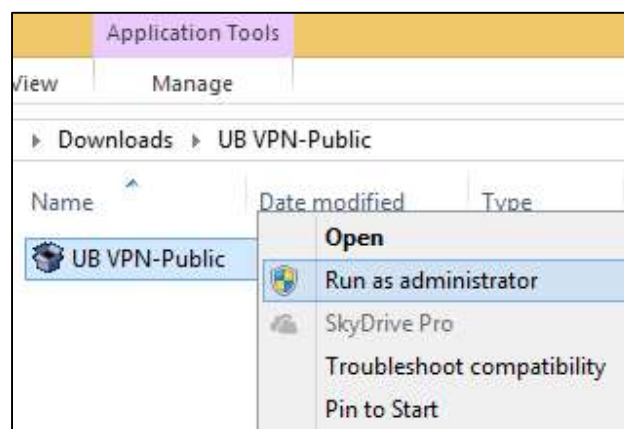 Application Tools
View Manage
Downloads UB VPN-Public
Name Date modified Type
UB VPN-Public
Open
Run as administrator
SkyDrive Pro
Troubleshoot compatibility
Pin to Start